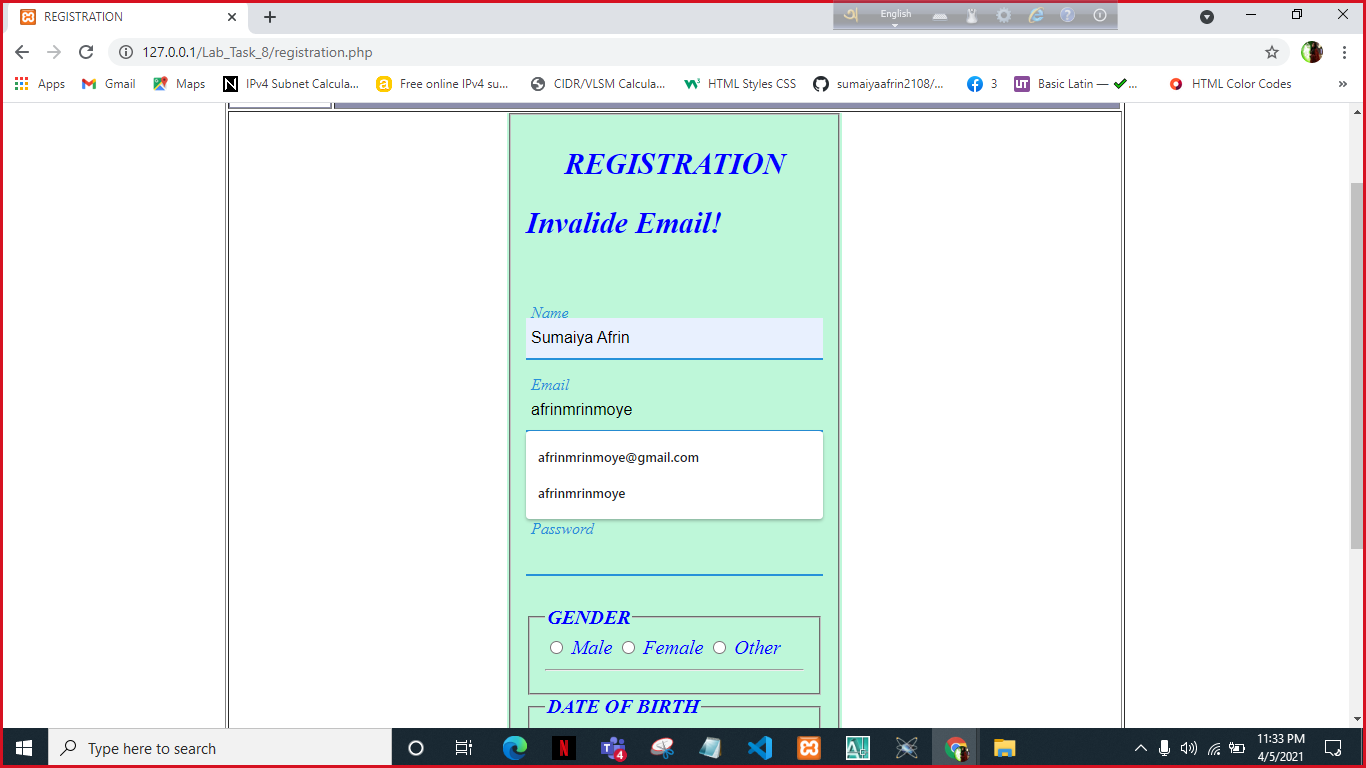 REGISTRATION
English
127.0.0.1/Lab_Task_8/registration.php
Apps Gmail Maps IPv4 Subnet Calcula... Free online IPv4 su... CIDR/VLSM Calcula... HTML Styles CSS sumaiyaafrin2108/... 3 Basic Latin — ✔... HTML Color Codes »
REGISTRATION
Invalide Email!
Name
Sumaiya Afrin
Email
afrinmrinmoye
afrinmrinmoye@gmail.com
afrinmrinmoye
Password
GENDER
Male Female Other
DATE OF BIRTH
Type here to search
4
11:33 PM
4/5/2021